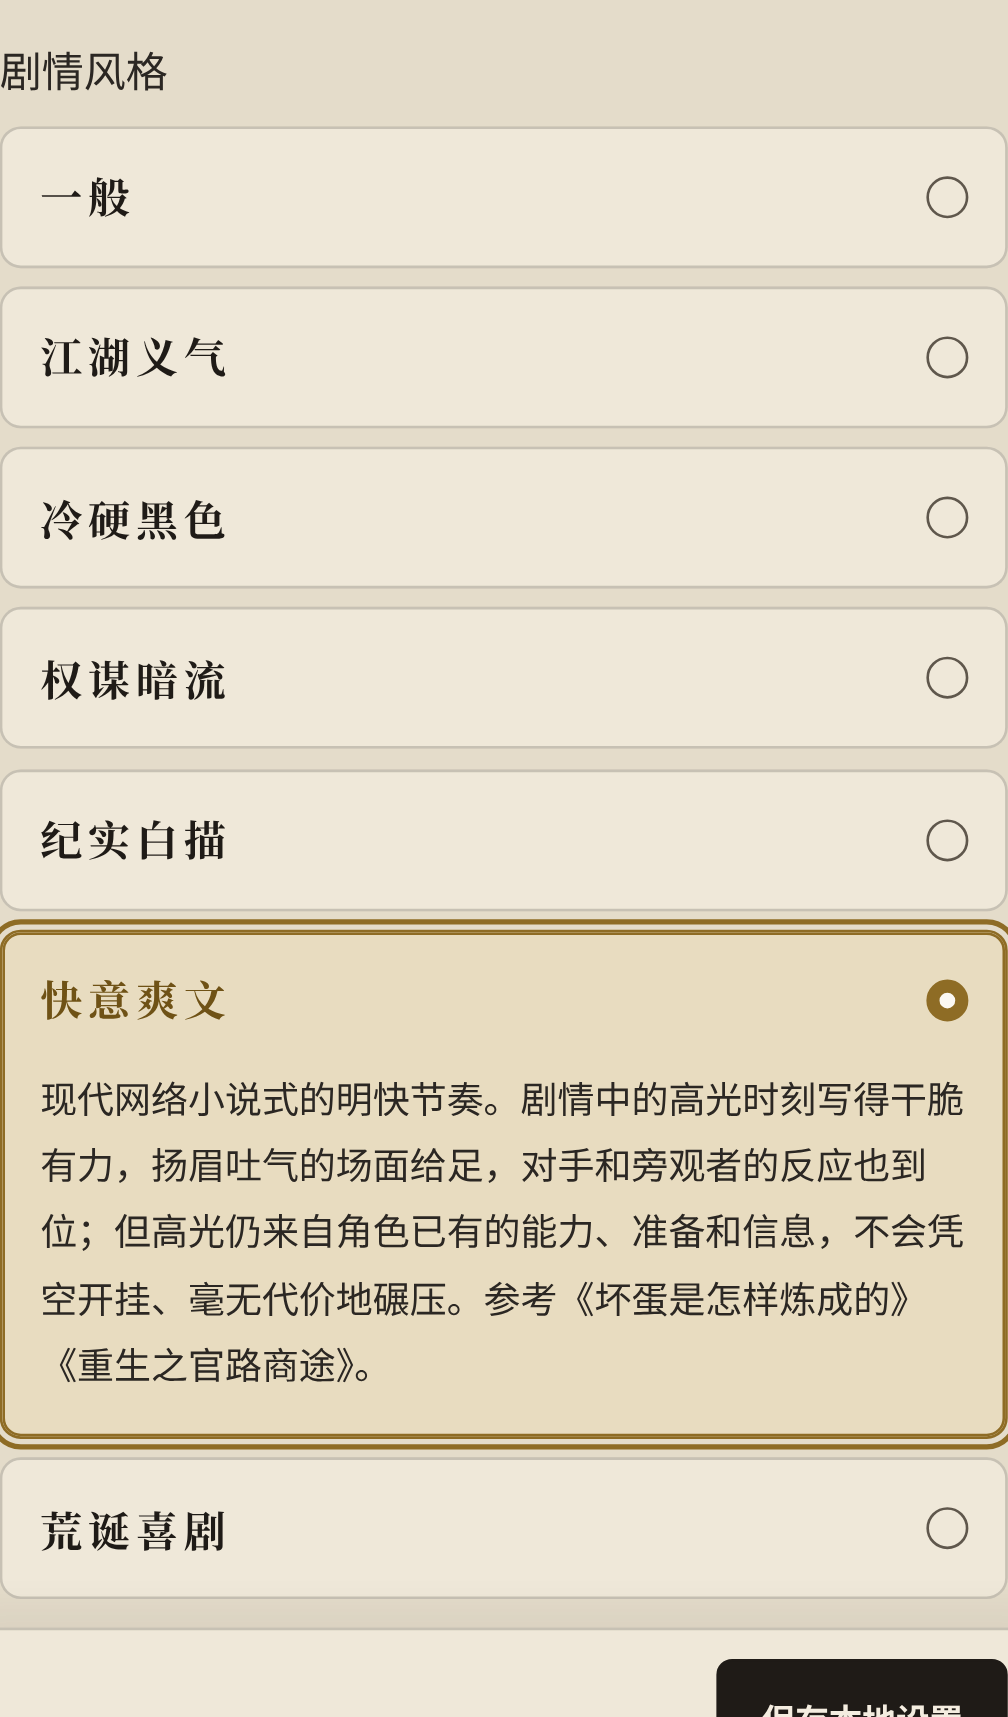 剧情风格
一般
江湖义气
冷硬黑色
权谋暗流
纪实白描
快意爽文
现代网络小说式的明快节奏。剧情中的高光时刻写得干脆
有力，扬眉吐气的场面给足，对手和旁观者的反应也到
位；但高光仍来自角色已有的能力、准备和信息，不会凭
空开挂、毫无代价地碾压。参考《坏蛋是怎样炼成的》
《重生之官路商途》。
荒诞喜剧
保存本地设置